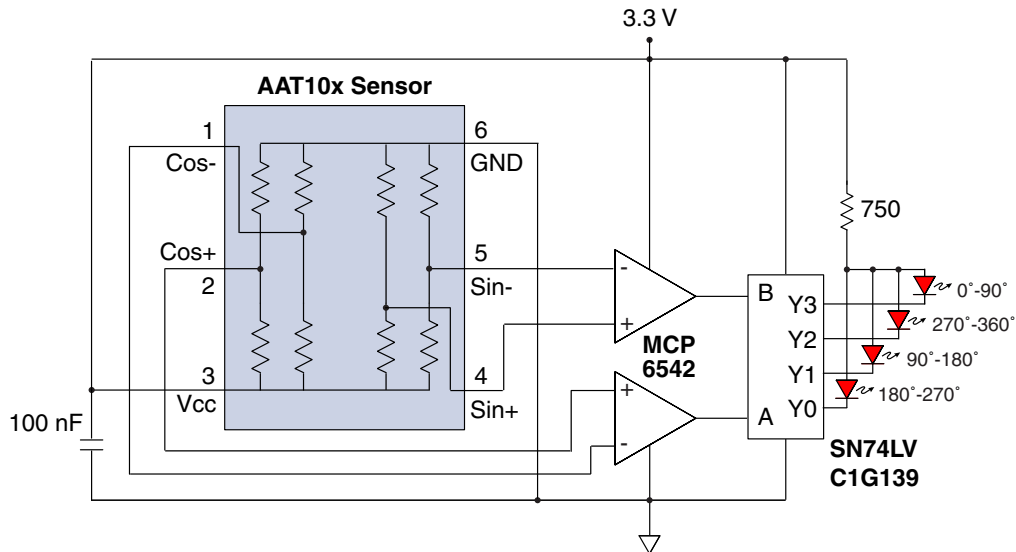 3.3 V
AAT10x Sensor
1
Cos-
6
GND
750
Cos+
2
5
Sin-
-
+
MCP
6542
B
Y3
Y2
Y1
Y0
A
0˚-90˚
270˚-360˚
90˚-180˚
180˚-270˚
3
Vcc
4
Sin+
+
-
100 nF
SN74LV
C1G139